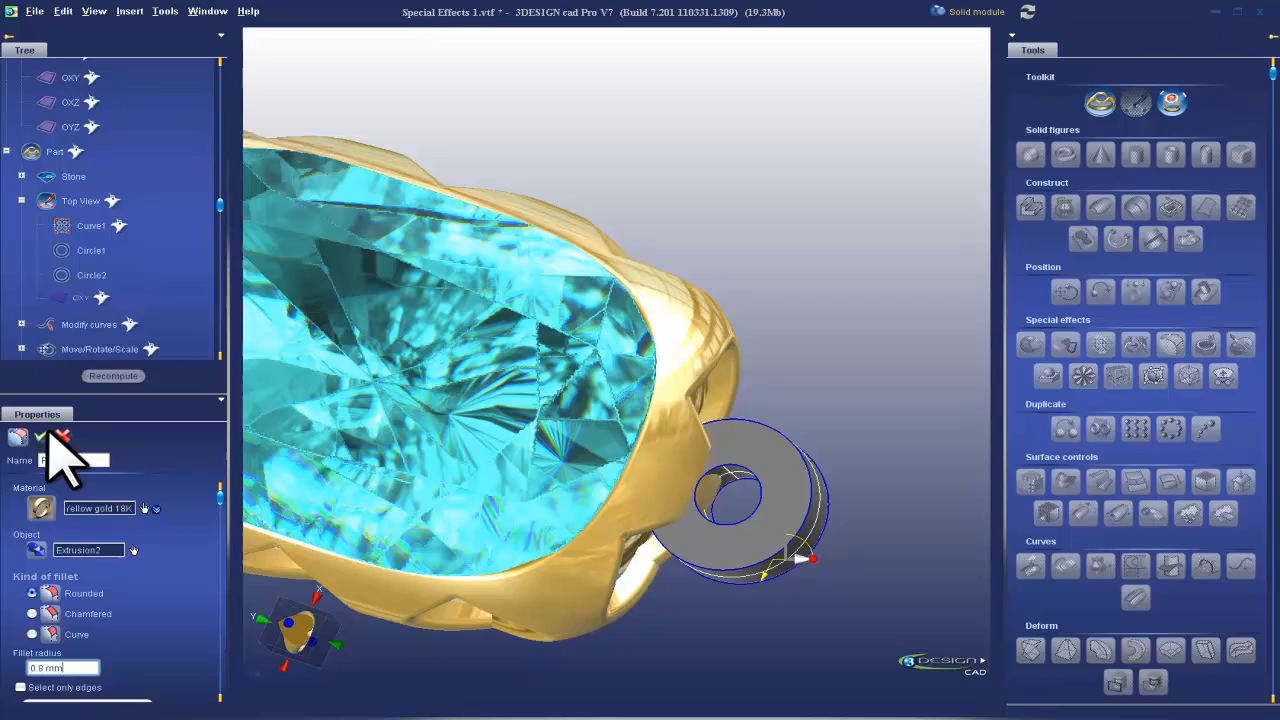 File Edit View Insert Tools Window Help
Special Effects 1.vtf * - 3DESIGN cad Pro V7 (Build 7.201 110331.1309) (19.3Mb)
Solid module
Tree
OXY
OXZ
OYZ
Part
Stone
Top View
Curve1
Circle1
Circle2
OXY
Modify curves
Move/Rotate/Scale
Recompute
Properties
Name
Material
Yellow gold 18K
Object
Extrusion2
Kind of fillet
Rounded
Chamfered
Curve
Fillet radius
0.8 mm
Select only edges
X
Y
3DESIGN
CAD
Tools
Toolkit
Solid figures
Construct
Position
Special effects
Duplicate
Surface controls
Curves
Deform